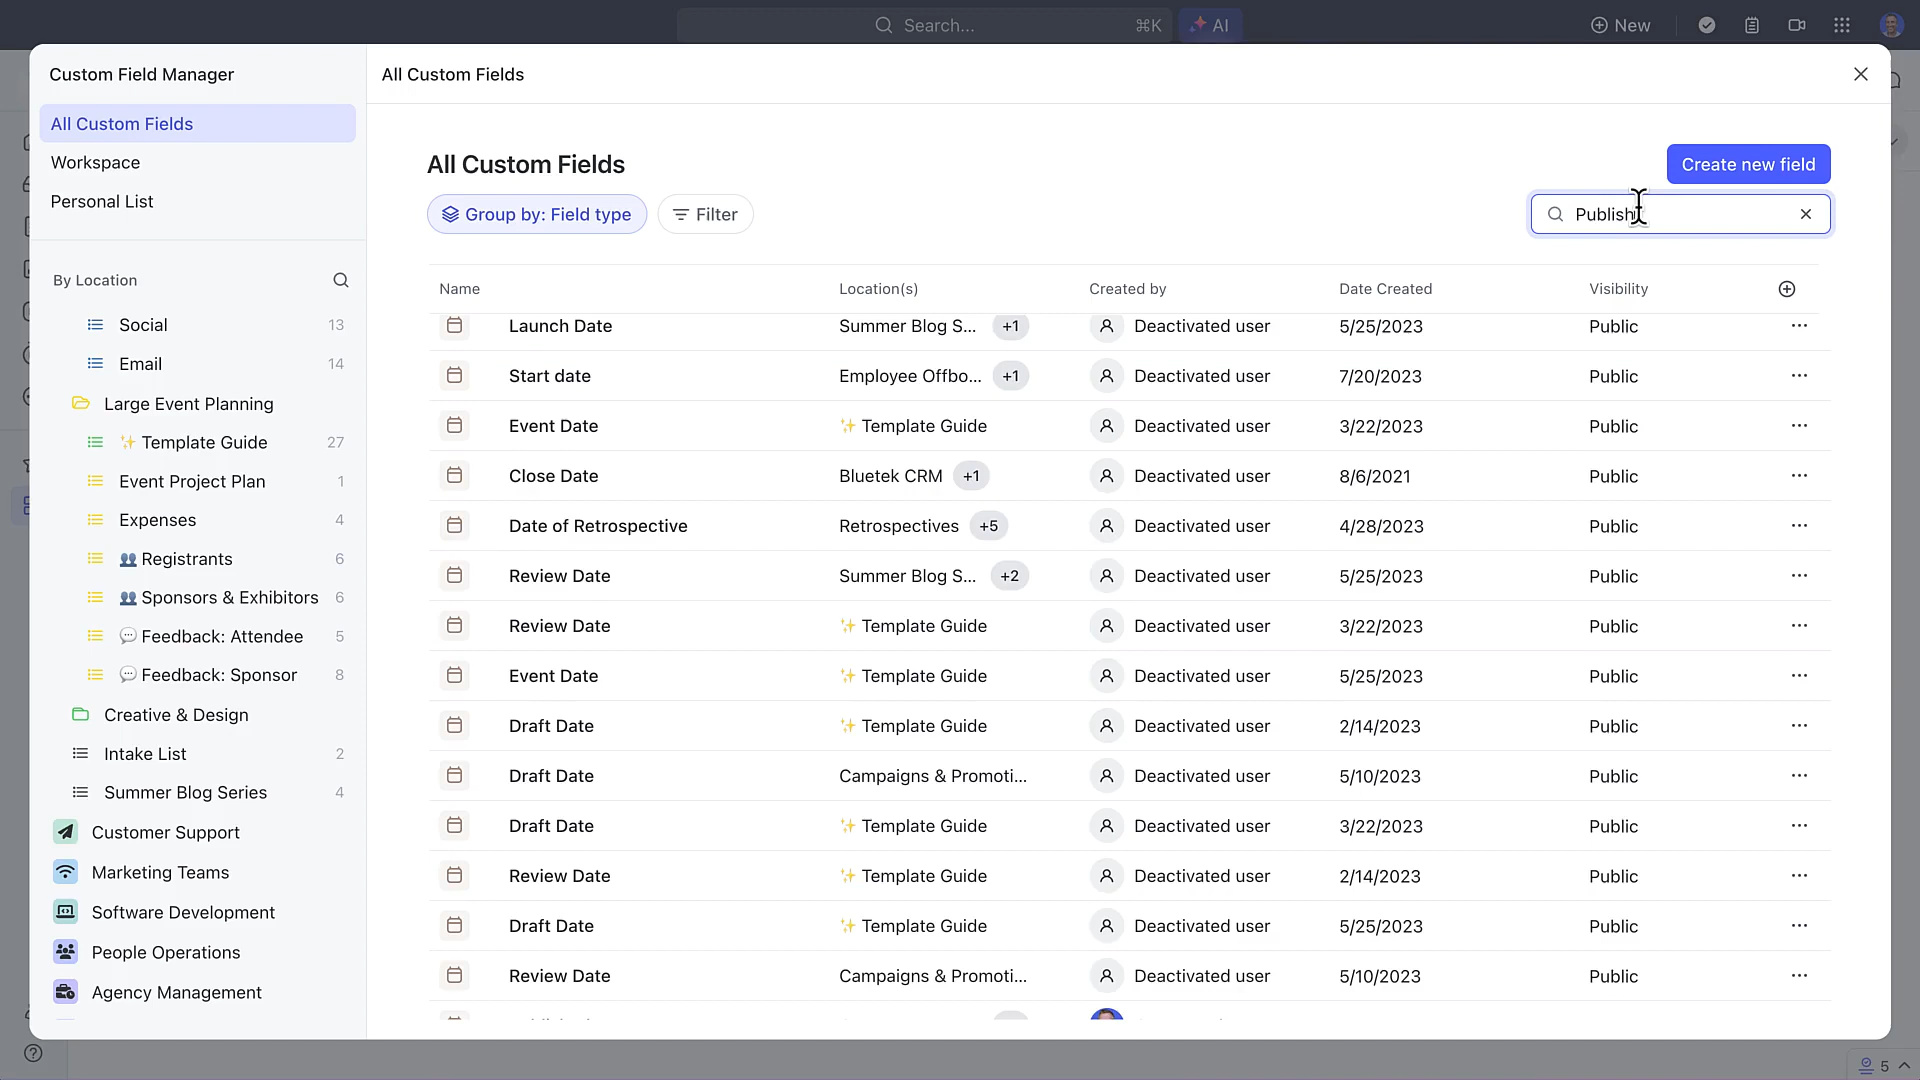 Search...
⌘K
AI
New
Custom Field Manager
All Custom Fields
Workspace
Personal List
By Location
Social 13
Email 14
Large Event Planning
Template Guide 27
Event Project Plan 1
Expenses 4
Registrants 6
Sponsors & Exhibitors 6
Feedback: Attendee 5
Feedback: Sponsor 8
Creative & Design
Intake List 2
Summer Blog Series 4
Customer Support
Marketing Teams
Software Development
People Operations
Agency Management
All Custom Fields
All Custom Fields
Create new field
Group by: Field type
Filter
Publish
Name Location(s) Created by Date Created Visibility
Launch Date Summer Blog S... +1 Deactivated user 5/25/2023 Public
Start date Employee Offbo... +1 Deactivated user 7/20/2023 Public
Event Date Template Guide Deactivated user 3/22/2023 Public
Close Date Bluetek CRM +1 Deactivated user 8/6/2021 Public
Date of Retrospective Retrospectives +5 Deactivated user 4/28/2023 Public
Review Date Summer Blog S... +2 Deactivated user 5/25/2023 Public
Review Date Template Guide Deactivated user 3/22/2023 Public
Event Date Template Guide Deactivated user 5/25/2023 Public
Draft Date Template Guide Deactivated user 2/14/2023 Public
Draft Date Campaigns & Promoti... Deactivated user 5/10/2023 Public
Draft Date Template Guide Deactivated user 3/22/2023 Public
Review Date Template Guide Deactivated user 2/14/2023 Public
Draft Date Template Guide Deactivated user 5/25/2023 Public
Review Date Campaigns & Promoti... Deactivated user 5/10/2023 Public
5